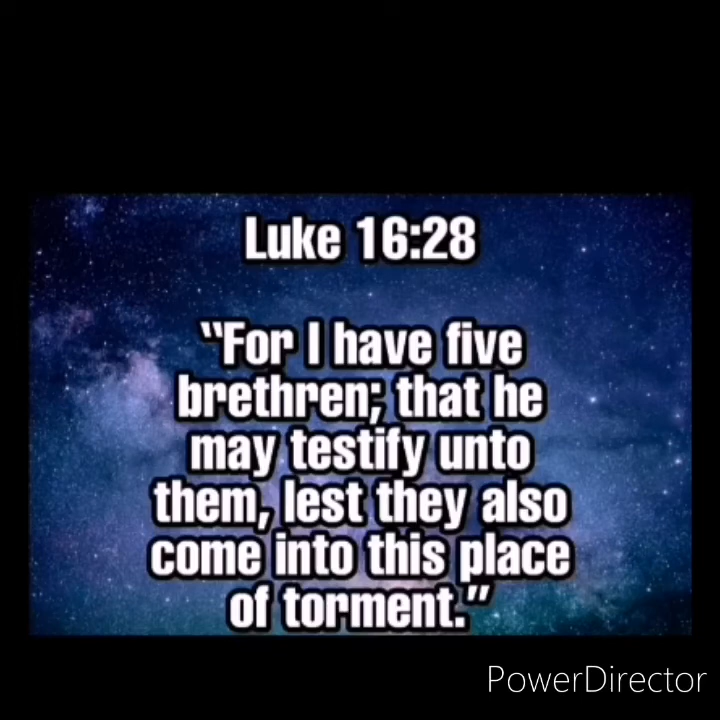 Luke 16:28
“For I have five
brethren; that he
may testify unto
them, lest they also
come into this place
of torment.”
PowerDirector